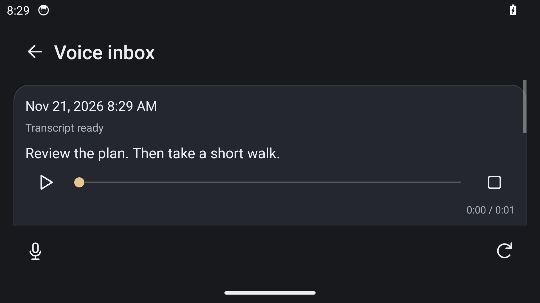 8:29
Voice inbox
Nov 21, 2026 8:29 AM
Transcript ready
Review the plan. Then take a short walk.
0:00 / 0:01